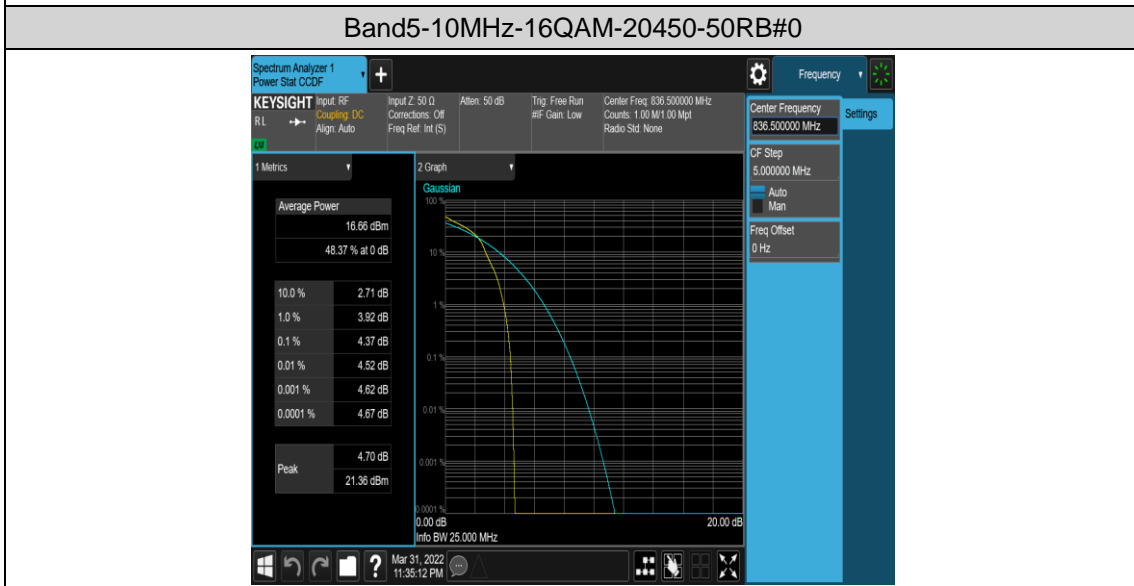 Band5-10MHz-16QAM-20450-50RB#0
Spectrum Analyzer 1
Power Stat CCDF
+
Frequency
KEYSIGHT
RL
Input: RF
Coupling: DC
Align: Auto
Input Z: 50 Ω
Corrections: Off
Freq Ref: Int (S)
Atten: 50 dB
Trig: Free Run
#IF Gain: Low
Center Freq: 836.500000 MHz
Counts: 1.00 M/1.00 Mpt
Radio Std: None
Center Frequency
836.500000 MHz
Settings
CF Step
5.000000 MHz
Auto
Man
Freq Offset
0 Hz
1 Metrics
Average Power
16.66 dBm
48.37 % at 0 dB
10.0 % 2.71 dB
1.0 % 3.92 dB
0.1 % 4.37 dB
0.01 % 4.52 dB
0.001 % 4.62 dB
0.0001 % 4.67 dB
Peak
4.70 dB
21.36 dBm
2 Graph
Gaussian
100 %
10 %
1 %
0.1 %
0.01 %
0.001 %
0.0001 %
0.00 dB
20.00 dB
Info BW 25.000 MHz
?
Mar 31, 2022
11:35:12 PM